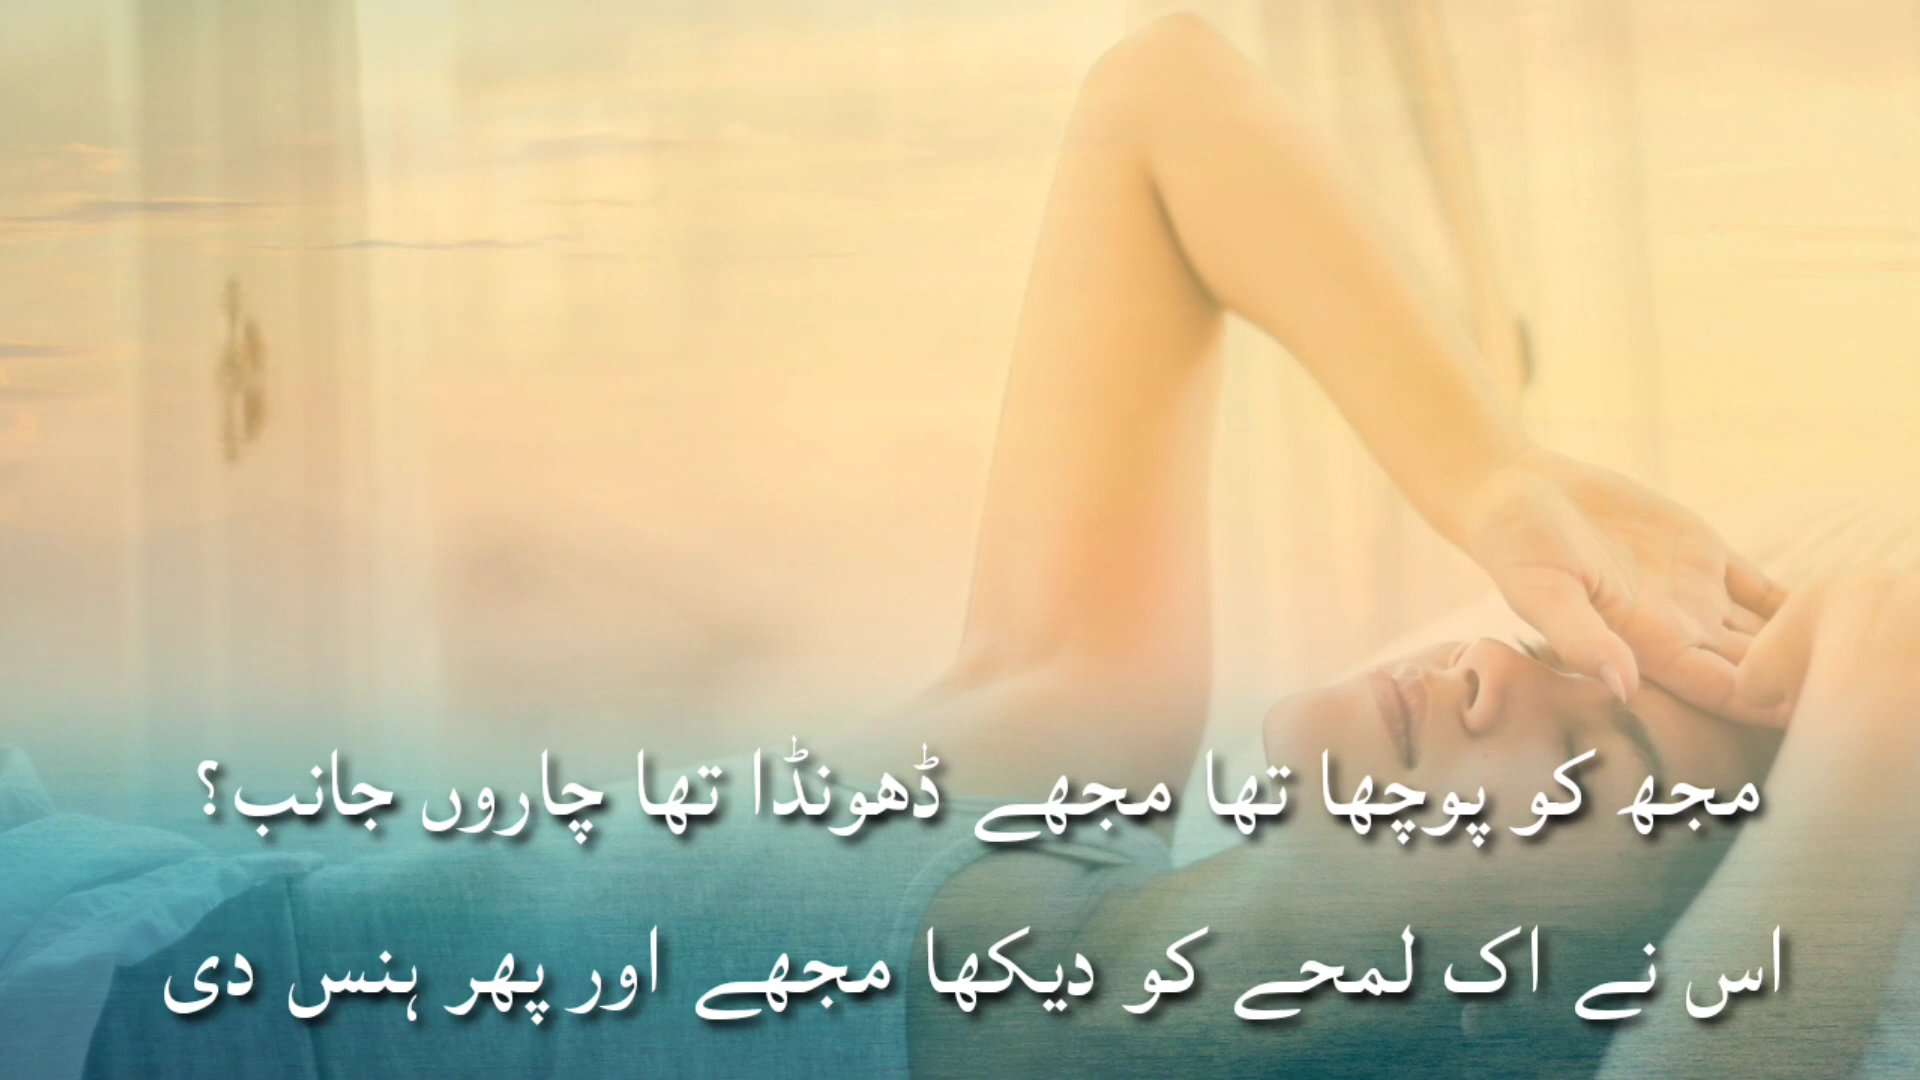 مجھ کو پوچھا تھا مجھے ڈھونڈا تھا چاروں جانب؟
اس نے اک لمحے کو دیکھا مجھے اور پھر ہنس دی